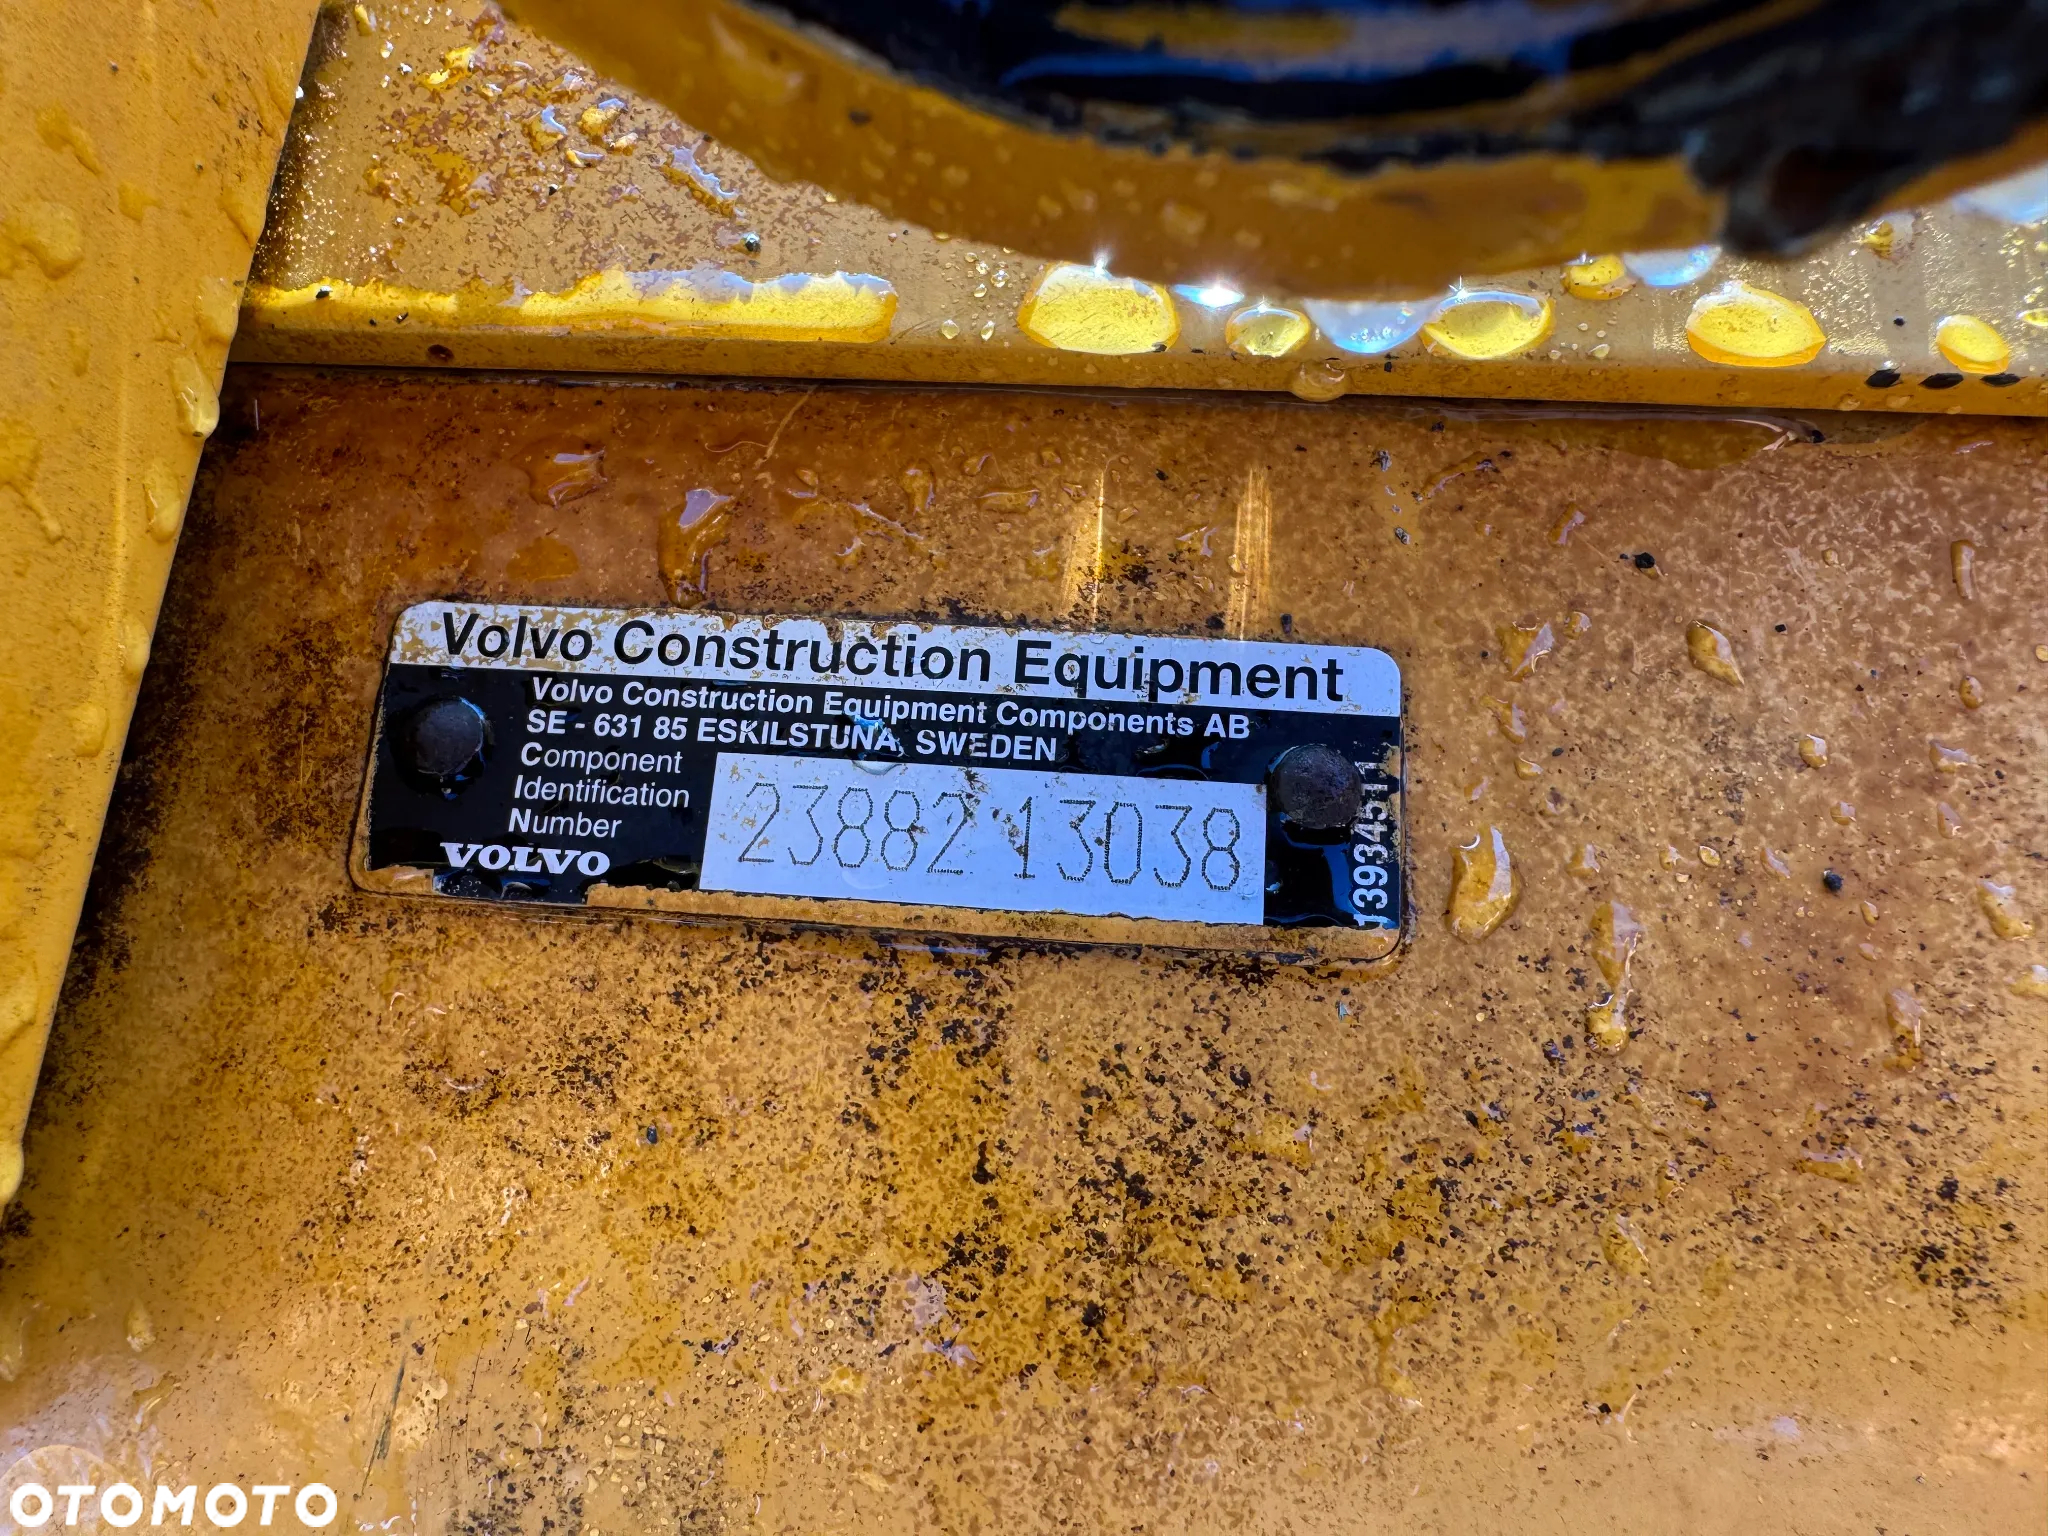 Volvo Construction Equipment
Volvo Construction Equipment Components AB
SE - 631 85 ESKILSTUNA, SWEDEN
Component
Identification
Number
23882 13038
VOLVO
13934511
OTOMOTO